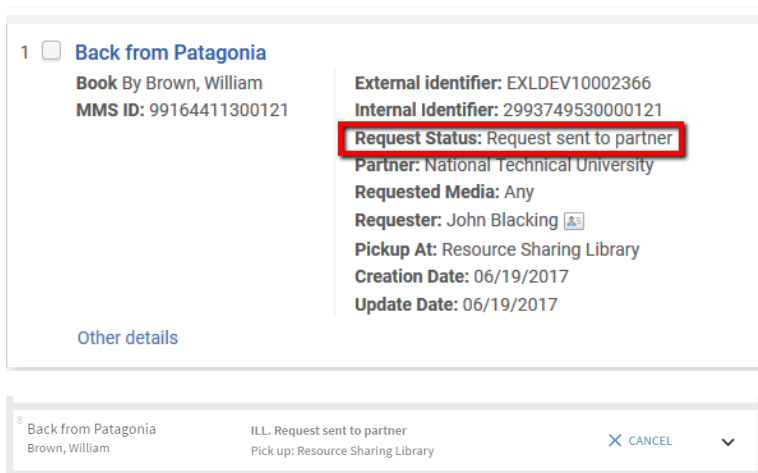 1 Back from Patagonia
Book By Brown, William
MMS ID: 99164411300121
External identifier: EXLDEV10002366
Internal Identifier: 2993749530000121
Request Status: Request sent to partner
Partner: National Technical University
Requested Media: Any
Requester: John Blacking
Pickup At: Resource Sharing Library
Creation Date: 06/19/2017
Update Date: 06/19/2017
Other details
8 Back from Patagonia
Brown, William
ILL. Request sent to partner
Pick up: Resource Sharing Library
CANCEL